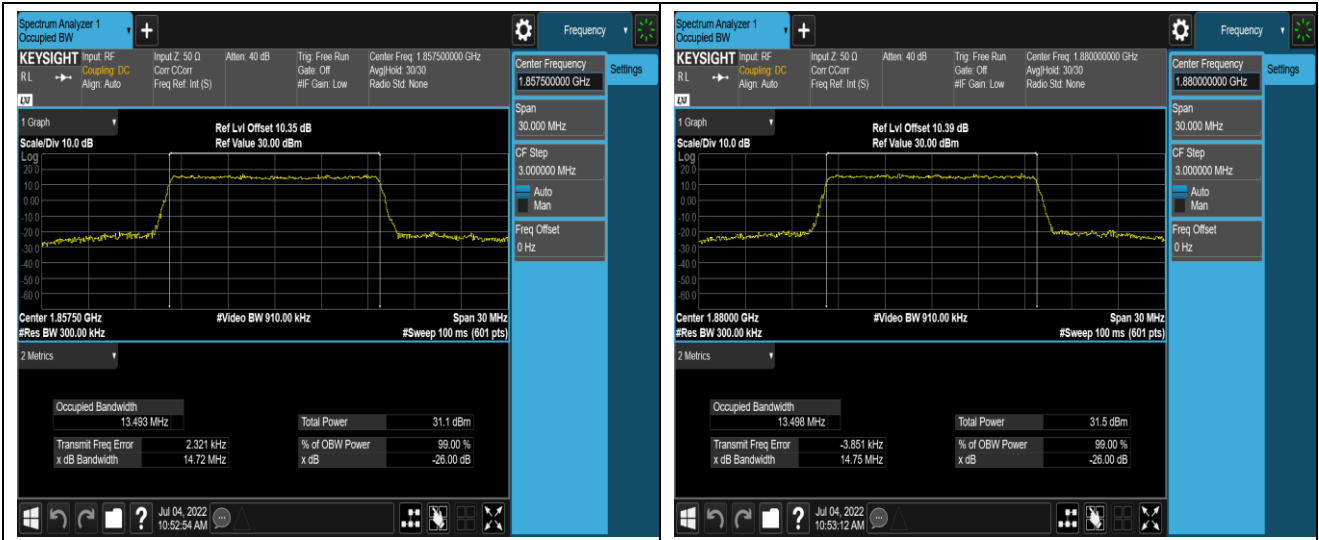 Spectrum Analyzer 1
Occupied BW
+
Frequency
KEYSIGHT Input: RF Input Z: 50 Ω Atten: 40 dB Trig: Free Run Center Freq: 1.857500000 GHz
RL Coupling: DC Corr CCorr Gate: Off Avg|Hold: 30/30
Align: Auto Freq Ref: Int (S) #IF Gain: Low Radio Std: None
LXI
Center Frequency
1.857500000 GHz
Settings
Span
30.000 MHz
CF Step
3.000000 MHz
Auto
Man
Freq Offset
0 Hz
1 Graph
Ref Lvl Offset 10.35 dB
Scale/Div 10.0 dB Ref Value 30.00 dBm
Log
20.0
10.0
0.00
-10.0
-20.0
-30.0
-40.0
-50.0
-60.0
Center 1.85750 GHz #Video BW 910.00 kHz Span 30 MHz
#Res BW 300.00 kHz #Sweep 100 ms (601 pts)
2 Metrics
Occupied Bandwidth
13.493 MHz
Total Power 31.1 dBm
Transmit Freq Error 2.321 kHz % of OBW Power 99.00 %
x dB Bandwidth 14.72 MHz x dB -26.00 dB
?
Jul 04, 2022
10:52:54 AM
Spectrum Analyzer 1
Occupied BW
+
Frequency
KEYSIGHT Input: RF Input Z: 50 Ω Atten: 40 dB Trig: Free Run Center Freq: 1.880000000 GHz
RL Coupling: DC Corr CCorr Gate: Off Avg|Hold: 30/30
Align: Auto Freq Ref: Int (S) #IF Gain: Low Radio Std: None
LXI
Center Frequency
1.880000000 GHz
Settings
Span
30.000 MHz
CF Step
3.000000 MHz
Auto
Man
Freq Offset
0 Hz
1 Graph
Ref Lvl Offset 10.39 dB
Scale/Div 10.0 dB Ref Value 30.00 dBm
Log
20.0
10.0
0.00
-10.0
-20.0
-30.0
-40.0
-50.0
-60.0
Center 1.88000 GHz #Video BW 910.00 kHz Span 30 MHz
#Res BW 300.00 kHz #Sweep 100 ms (601 pts)
2 Metrics
Occupied Bandwidth
13.498 MHz
Total Power 31.5 dBm
Transmit Freq Error -3.851 kHz % of OBW Power 99.00 %
x dB Bandwidth 14.75 MHz x dB -26.00 dB
?
Jul 04, 2022
10:53:12 AM